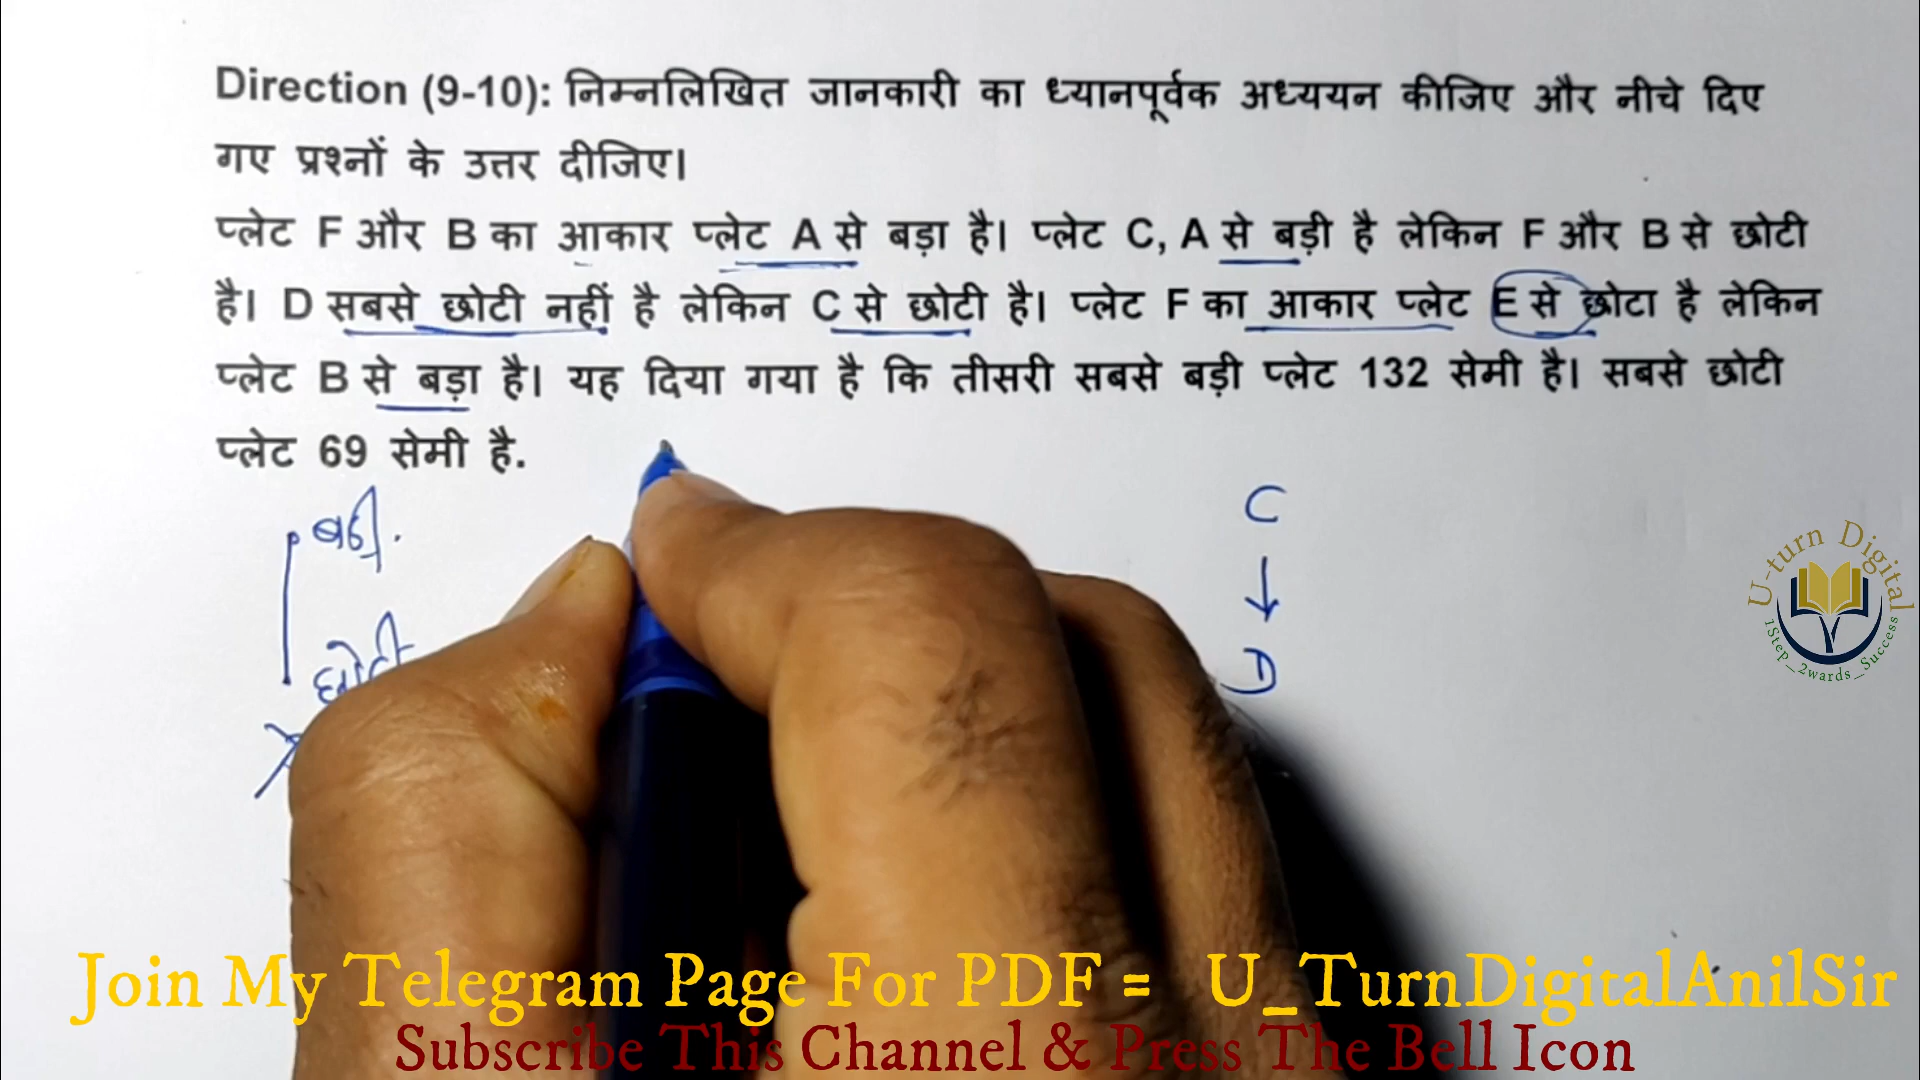 Direction (9-10): निम्नलिखित जानकारी का ध्यानपूर्वक अध्ययन कीजिए और नीचे दिए
गए प्रश्नों के उत्तर दीजिए।
प्लेट F और B का आकार प्लेट A से बड़ा है। प्लेट C, A से बड़ी है लेकिन F और B से छोटी
है। D सबसे छोटी नहीं है लेकिन C से छोटी है। प्लेट F का आकार प्लेट E से छोटा है लेकिन
प्लेट B से बड़ा है। यह दिया गया है कि तीसरी सबसे बड़ी प्लेट 132 सेमी है। सबसे छोटी
प्लेट 69 सेमी है.
बड़ी.
छोटी
C
D
U-turn Digital
1Step_2wards_Success
Join My Telegram Page For PDF = U_TurnDigitalAnilSir
Subscribe This Channel & Press The Bell Icon